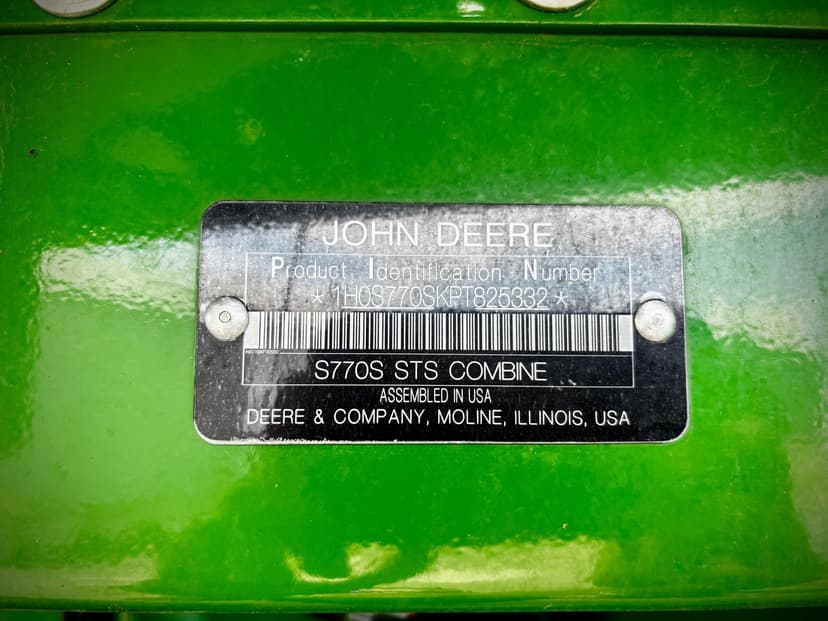 JOHN DEERE
Product Identification Number
*1H0S770SKPT825332*
S770S STS COMBINE
ASSEMBLED IN USA
DEERE & COMPANY, MOLINE, ILLINOIS, USA